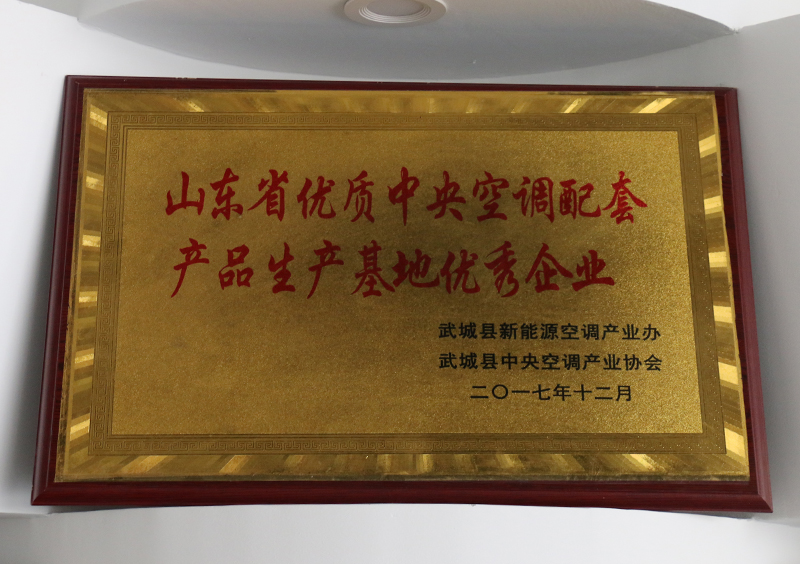 山东省优质中央空调配套
产品生产基地优秀企业
武城县新能源空调产业办
武城县中央空调产业协会
二〇一七年十二月